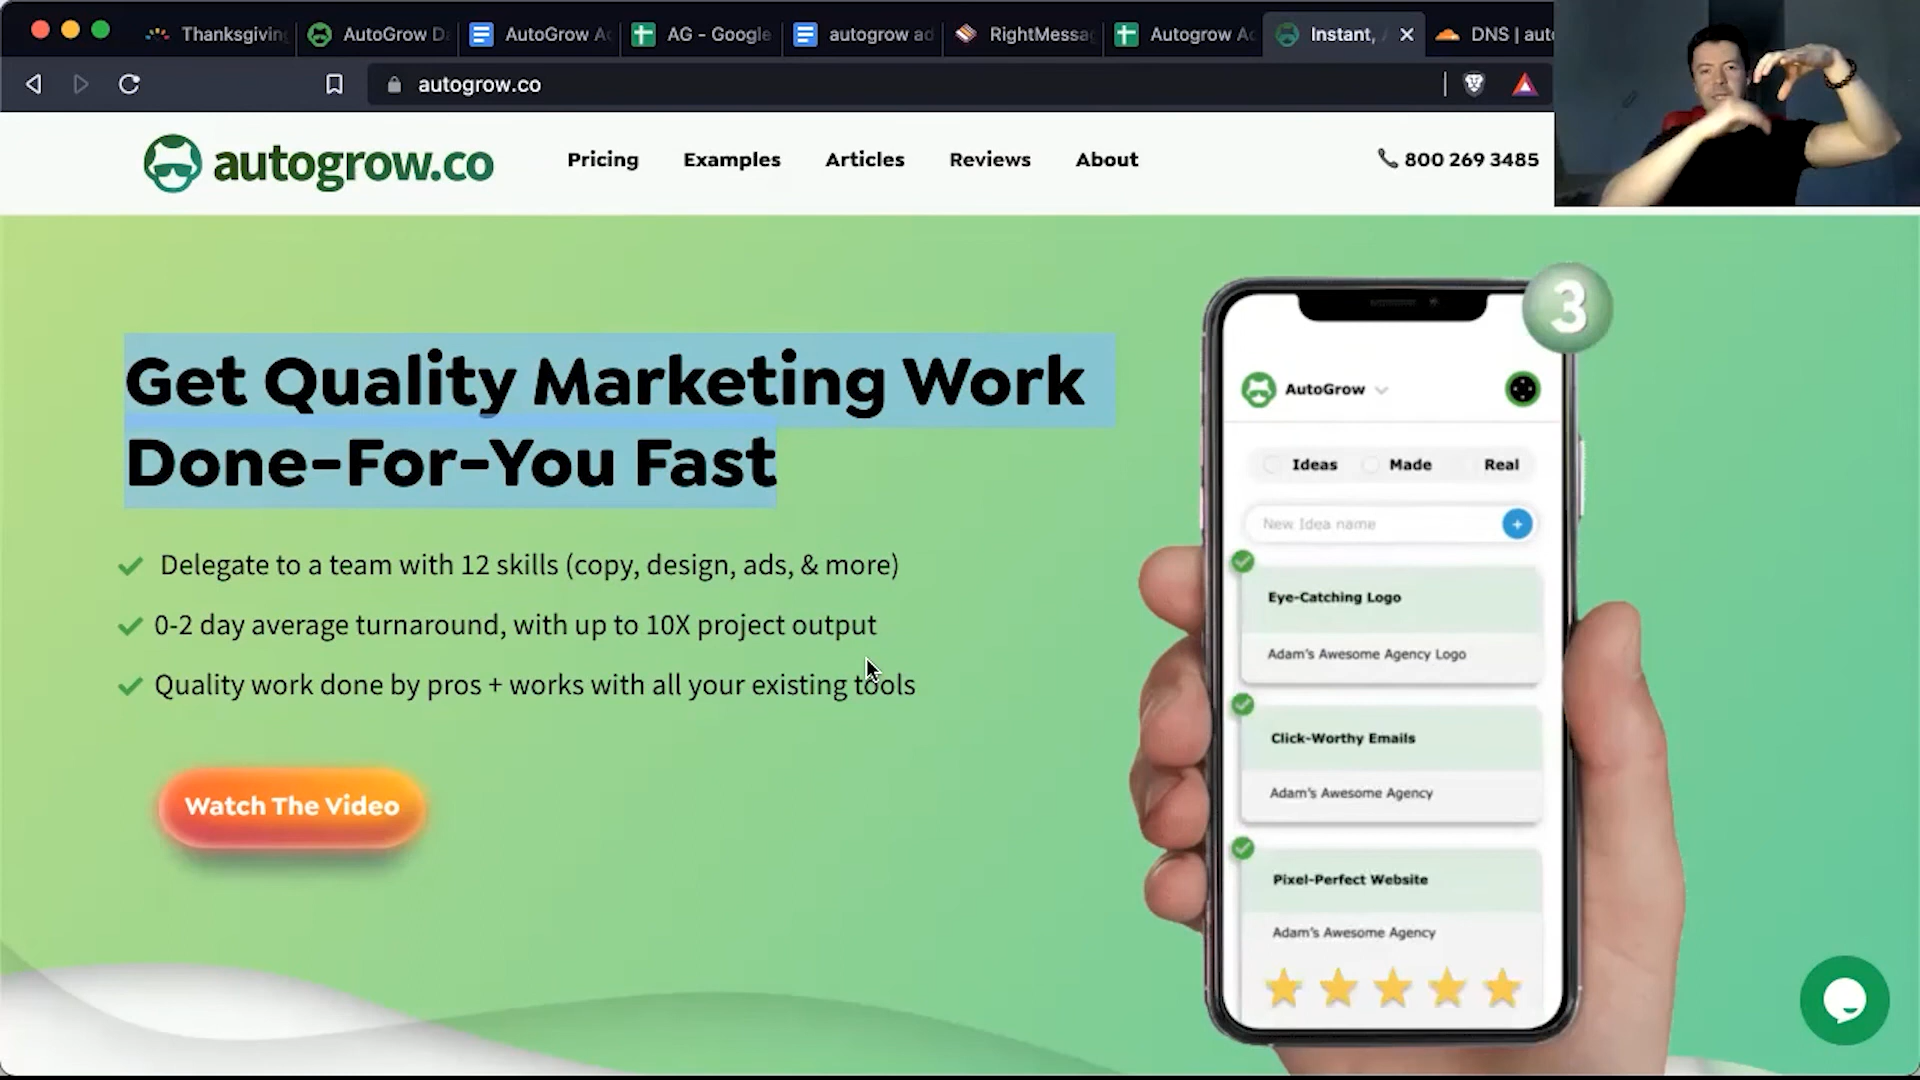 Thanksgiving
AutoGrow D
AutoGrow Ac
AG - Google
autogrow ad
RightMessa
Autogrow Ac
Instant,
DNS | auto
autogrow.co
autogrow.co
Pricing
Examples
Articles
Reviews
About
800 269 3485
Get Quality Marketing Work
Done-For-You Fast
Delegate to a team with 12 skills (copy, design, ads, & more)
0-2 day average turnaround, with up to 10X project output
Quality work done by pros + works with all your existing tools
Watch The Video
3
AutoGrow
Ideas Made Real
New Idea name
Eye-Catching Logo
Adam's Awesome Agency Logo
Click-Worthy Emails
Adam's Awesome Agency
Pixel-Perfect Website
Adam's Awesome Agency